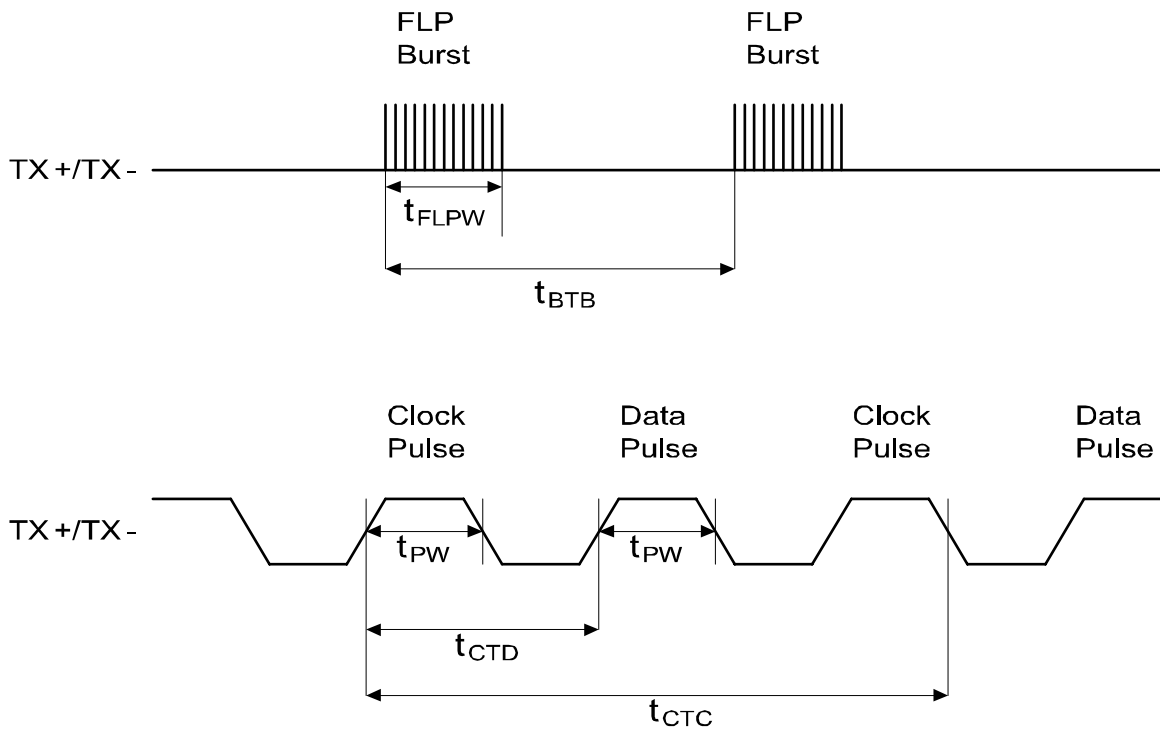 FLP FLP
Burst Burst
TX+/TX-
tFLPW
tBTB
Clock Data Clock Data
Pulse Pulse Pulse Pulse
TX+/TX-
tPW tPW
tCTD
tCTC